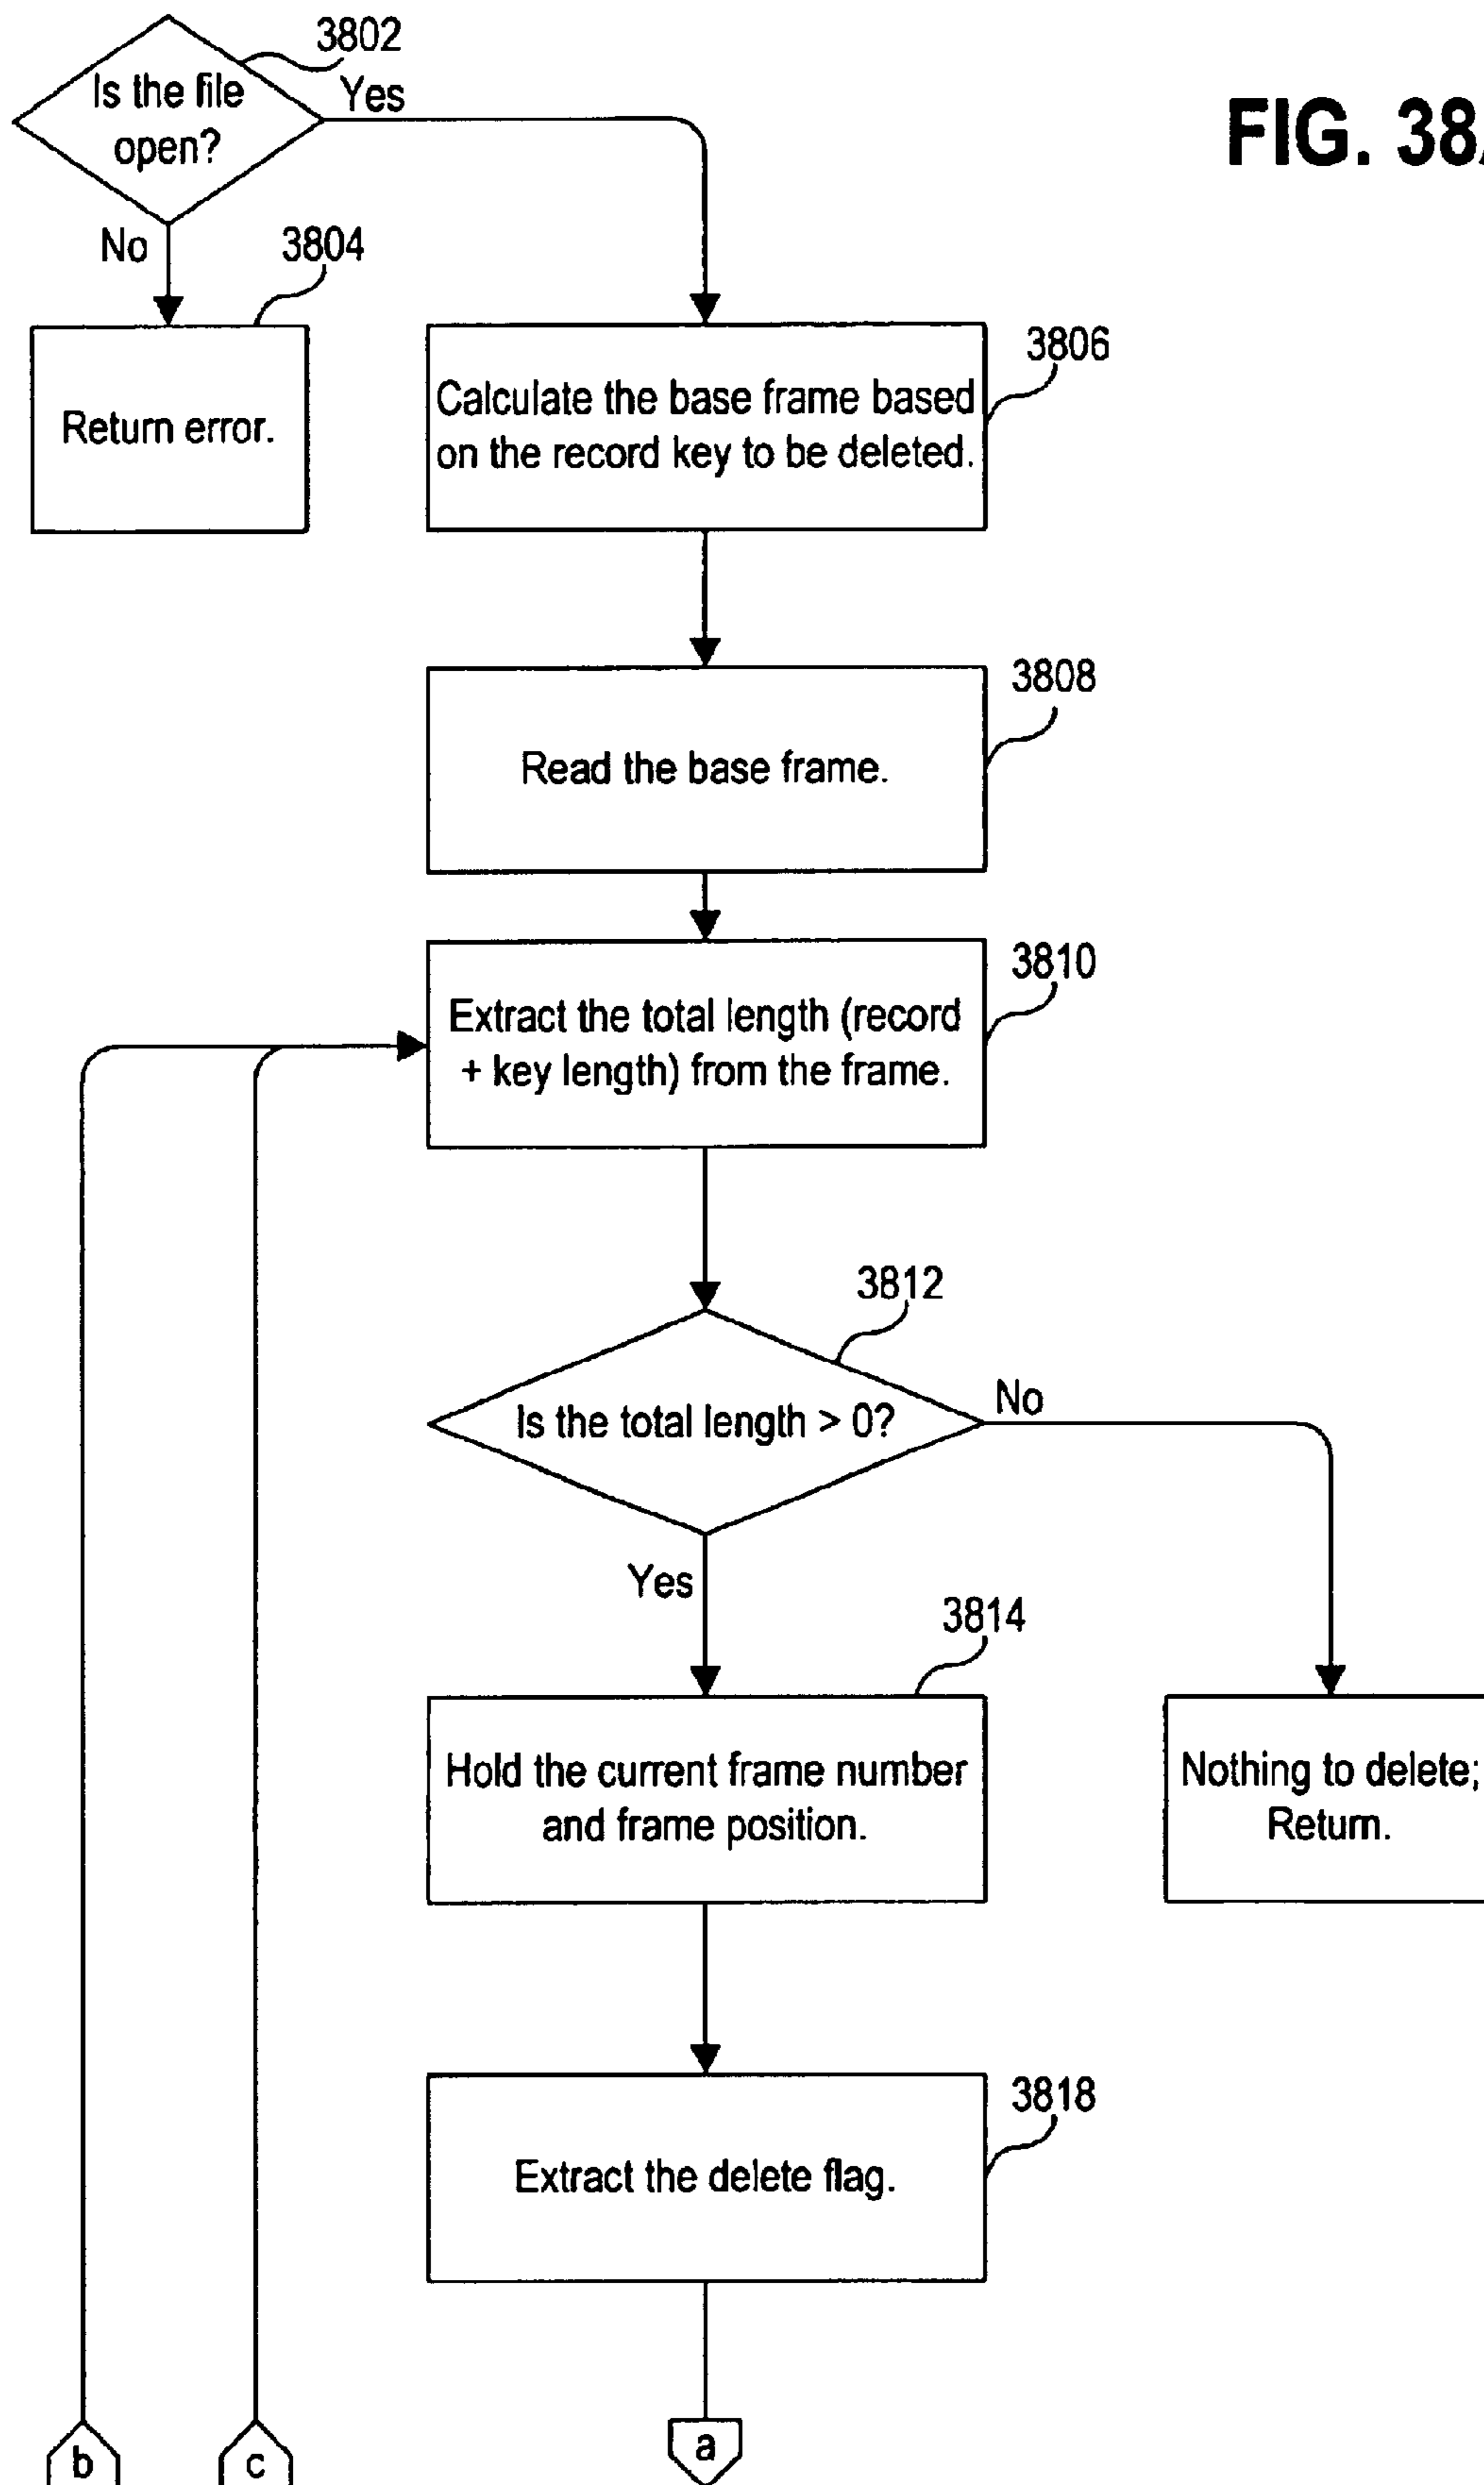 3802
Is the file
open?
Yes
FIG. 38A
No
3804
Return error.
3806
Calculate the base frame based
on the record key to be deleted.
3808
Read the base frame.
3810
Extract the total length (record
+ key length) from the frame.
3812
Is the total length > 0?
No
Yes
3814
Hold the current frame number
and frame position.
Nothing to delete;
Return.
3818
Extract the delete flag.
b
c
a